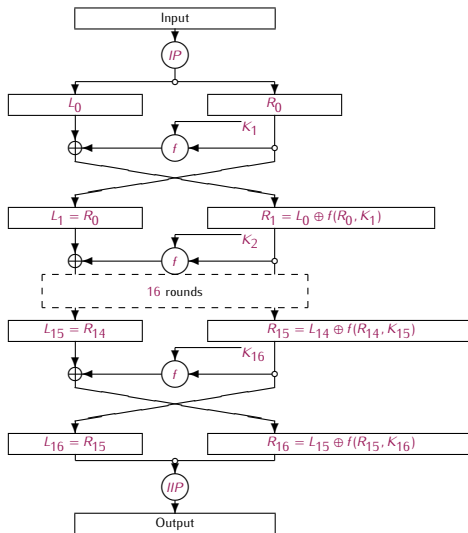 Input
IP
L₀ R₀
K₁
f
L₁ = R₀ R₁ = L₀ ⊕ f(R₀, K₁)
K₂
f
16 rounds
L₁₅ = R₁₄ R₁₅ = L₁₄ ⊕ f(R₁₄, K₁₅)
K₁₆
f
L₁₆ = R₁₅ R₁₆ = L₁₅ ⊕ f(R₁₅, K₁₆)
IIP
Output